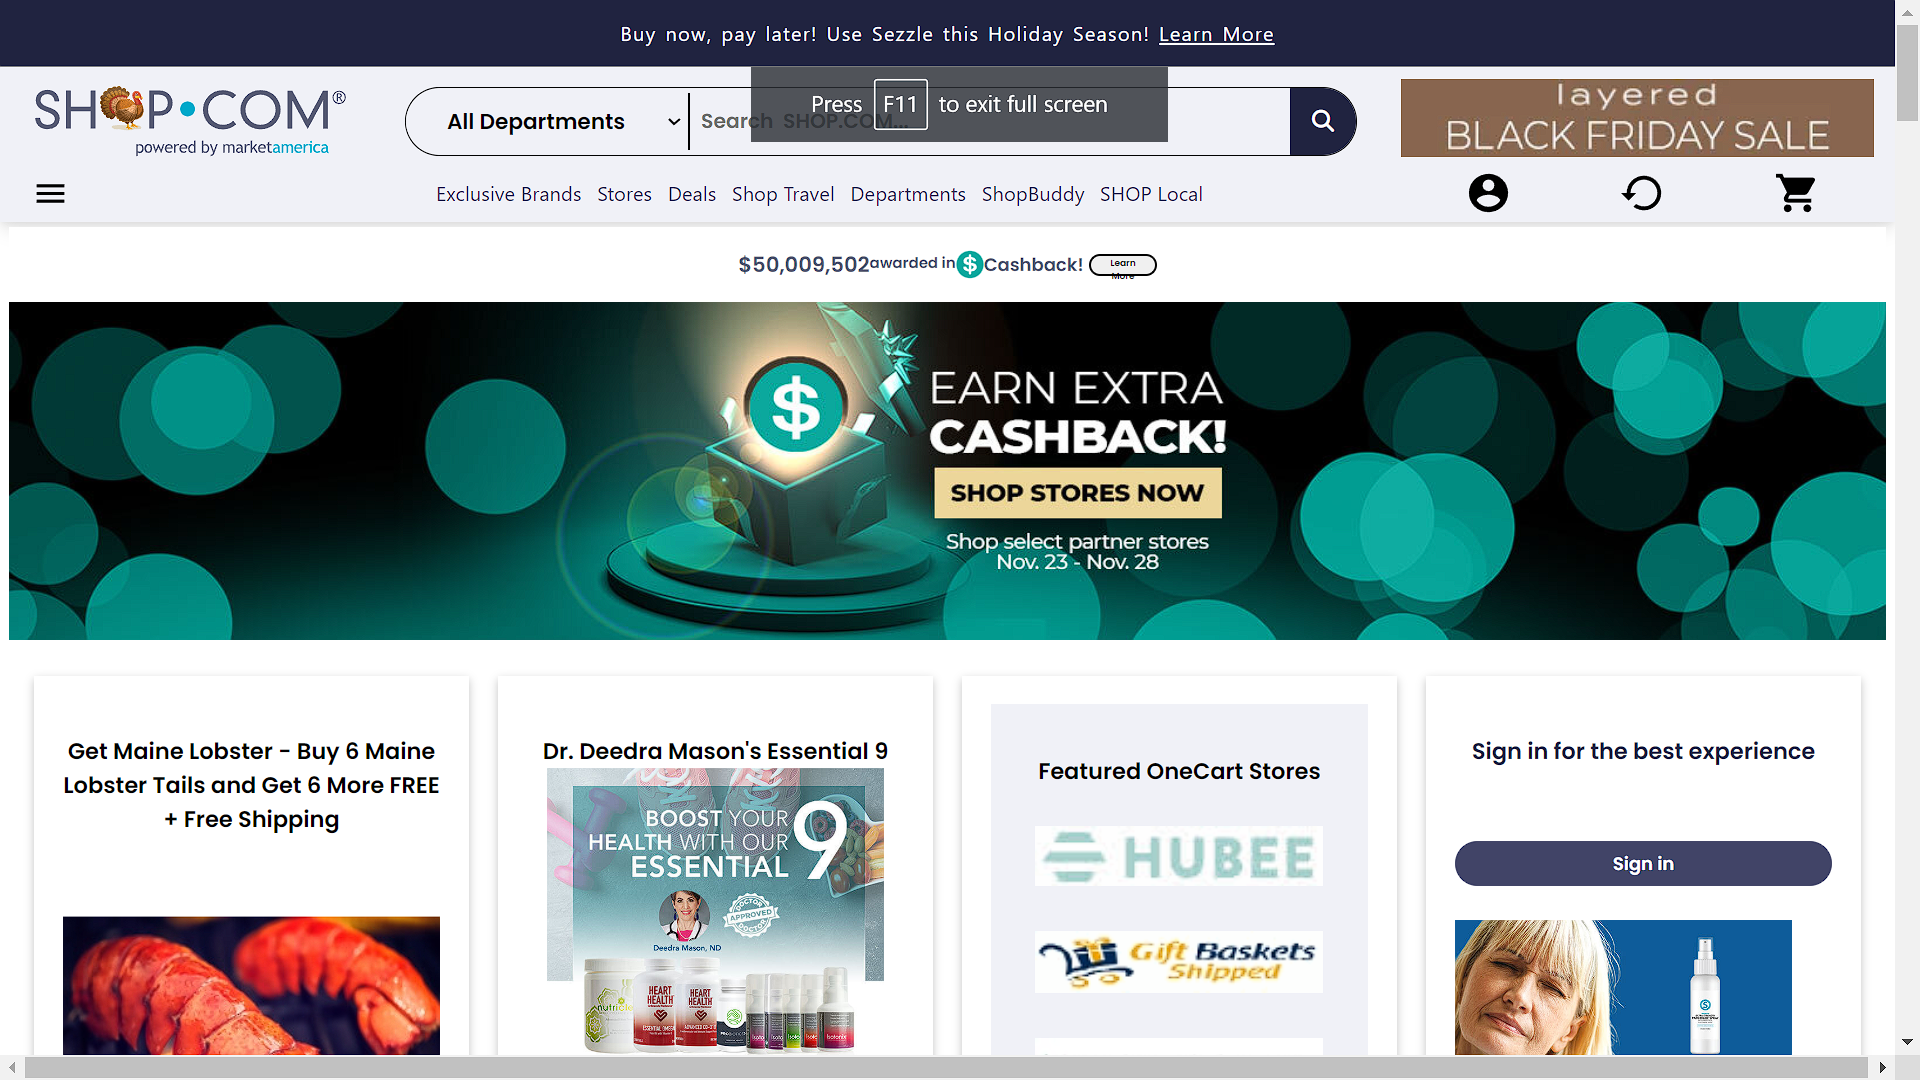 Buy now, pay later! Use Sezzle this Holiday Season! Learn More
SHOP•COM®
powered by marketamerica
All Departments
Search SHOP.COM...
Press F11 to exit full screen
layered
BLACK FRIDAY SALE
Exclusive Brands Stores Deals Shop Travel Departments ShopBuddy SHOP Local
$50,009,502 awarded in $ Cashback! Learn More
$
EARN EXTRA
CASHBACK!
SHOP STORES NOW
Shop select partner stores
Nov. 23 - Nov. 28
Get Maine Lobster - Buy 6 Maine
Lobster Tails and Get 6 More FREE
+ Free Shipping
Dr. Deedra Mason's Essential 9
BOOST YOUR
HEALTH WITH OUR
ESSENTIAL 9
DOCTOR
APPROVED
DOCTOR
Deedra Mason, ND
HEART HEALTH
HEART HEALTH
ESSENTIAL OMEGA
Featured OneCart Stores
HUBEE
Gift Baskets
Shipped
Sign in for the best experience
Sign in